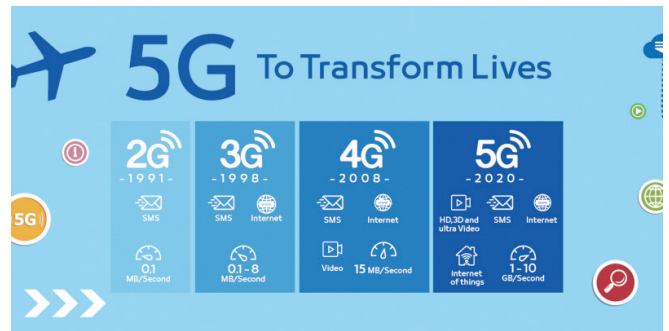 5G To Transform Lives
2G
-1991-
SMS
0.1
MB/Second
3G
-1998-
SMS Internet
0.1-8
MB/Second
4G
-2008-
SMS Internet
Video 15 MB/Second
5G
-2020-
HD,3D and
ultra Video SMS Internet
internet
of things
1-10
GB/Second
5G